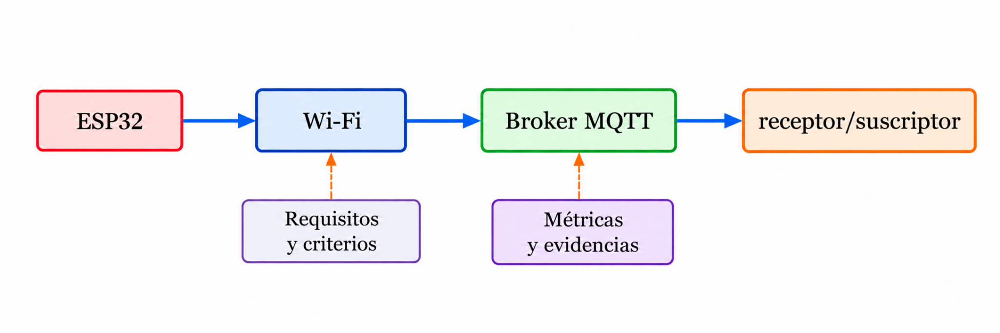 ESP32
Wi-Fi
Broker MQTT
receptor/suscriptor
Requisitos
y criterios
Métricas
y evidencias